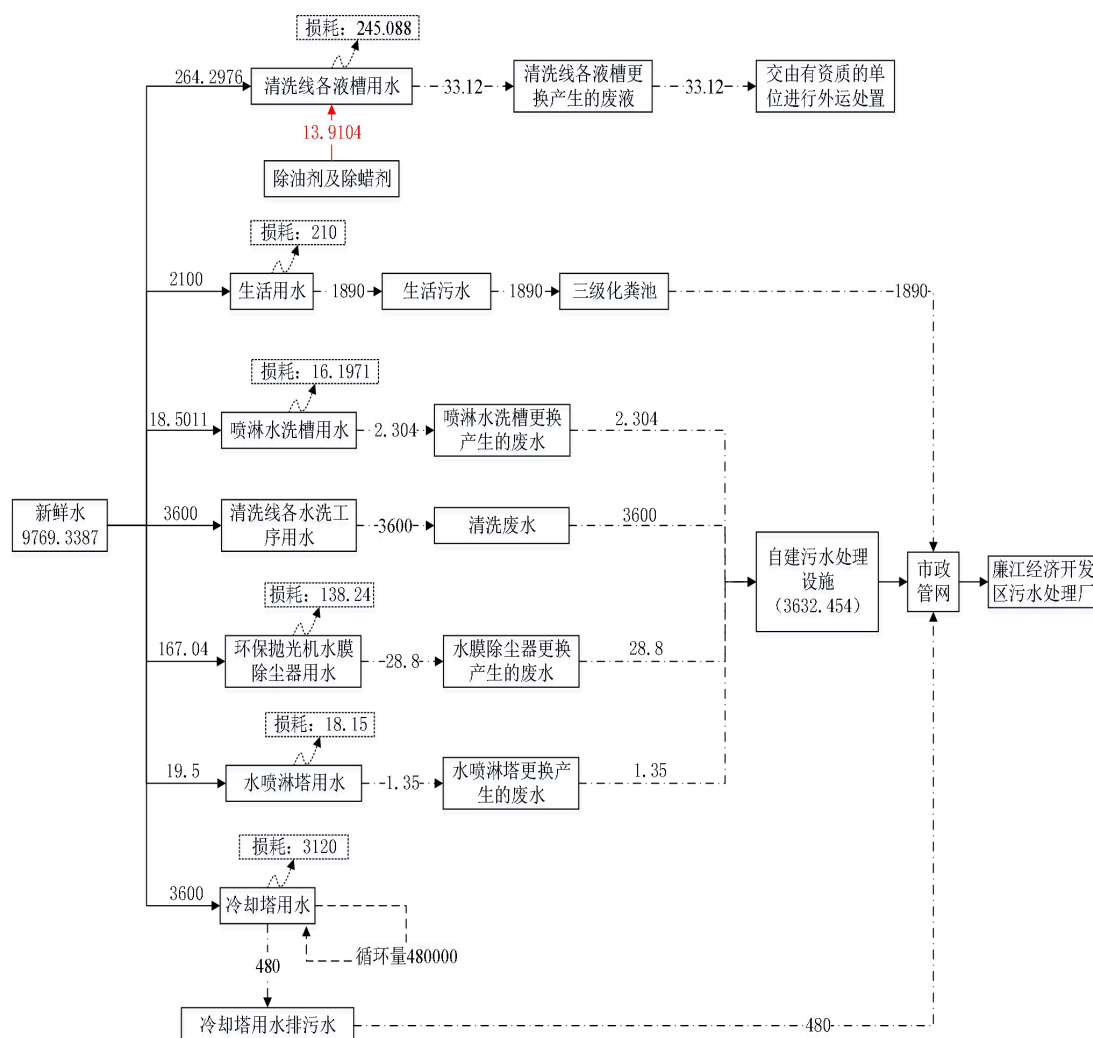 损耗：245.088
264.2976
清洗线各液槽用水
33.12
清洗线各液槽更
换产生的废液
33.12
交由有资质的单
位进行外运处置
13.9104
除油剂及除蜡剂
损耗：210
2100
生活用水
1890
生活污水
1890
三级化粪池
1890
损耗：16.1971
18.5011
喷淋水洗槽用水
2.304
喷淋水洗槽更换
产生的废水
2.304
新鲜水
9769.3387
3600
清洗线各水洗工
序用水
3600
清洗废水
3600
自建污水处理
设施
（3632.454）
市政
管网
廉江经济开发
区污水处理厂
损耗：138.24
167.04
环保抛光机水膜
除尘器用水
28.8
水膜除尘器更换
产生的废水
28.8
损耗：18.15
19.5
水喷淋塔用水
1.35
水喷淋塔更换产
生的废水
1.35
损耗：3120
3600
冷却塔用水
循环量480000
480
冷却塔用水排污水
480